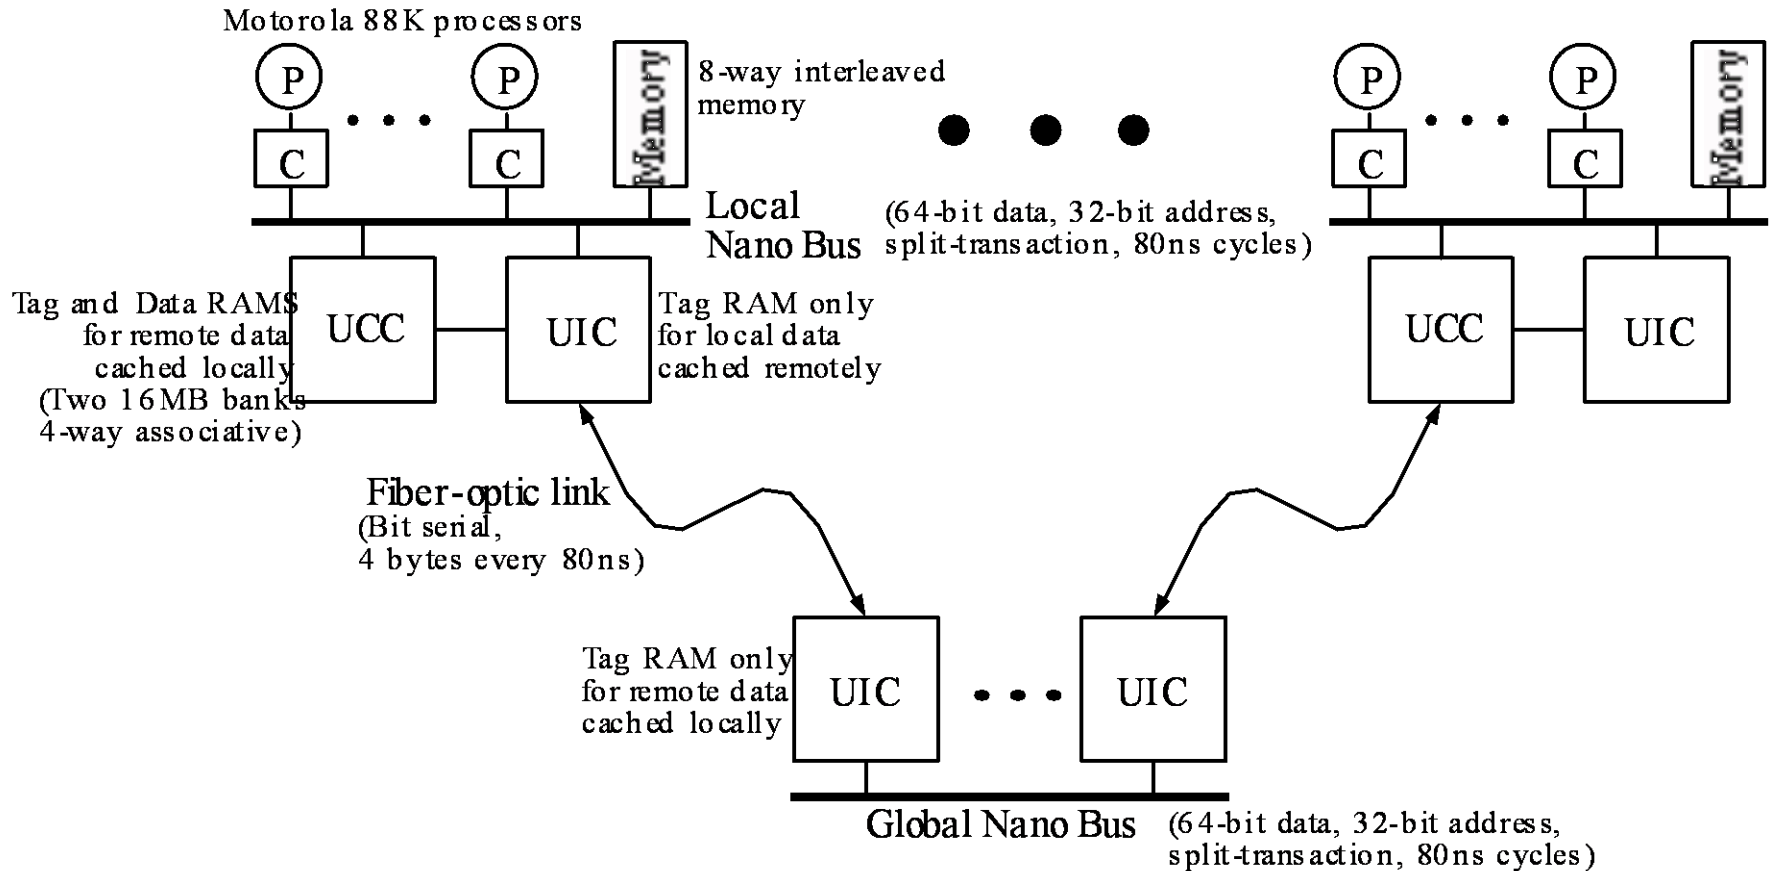 Motorola 88K processors
P
P
Memory
8-way interleaved
memory
P
P
Memory
C
C
C
C
Local
Nano Bus
(64-bit data, 32-bit address,
split-transaction, 80ns cycles)
Tag and Data RAMS
for remote data
cached locally
(Two 16MB banks
4-way associative)
UCC
UIC
Tag RAM only
for local data
cached remotely
UCC
UIC
Fiber-optic link
(Bit serial,
4 bytes every 80ns)
Tag RAM only
for remote data
cached locally
UIC
UIC
Global Nano Bus
(64-bit data, 32-bit address,
split-transaction, 80ns cycles)